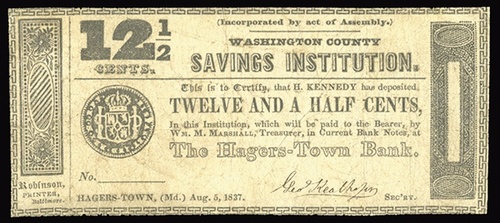 12 1/2
CENTS.
(Incorporated by act of Assembly.)
WASHINGTON COUNTY
SAVINGS INSTITUTION.
This is to Certify, that H. KENNEDY has deposited
TWELVE AND A HALF CENTS,
In this Institution, which will be paid to the Bearer, by
WM. M. MARSHALL, Treasurer, in Current Bank Notes, at
The Hagers-Town Bank.
No.
HAGERS-TOWN, (Md.) Aug. 5, 1837.
SEC'RY.
Robinson,
PRINTER,
Baltimore.